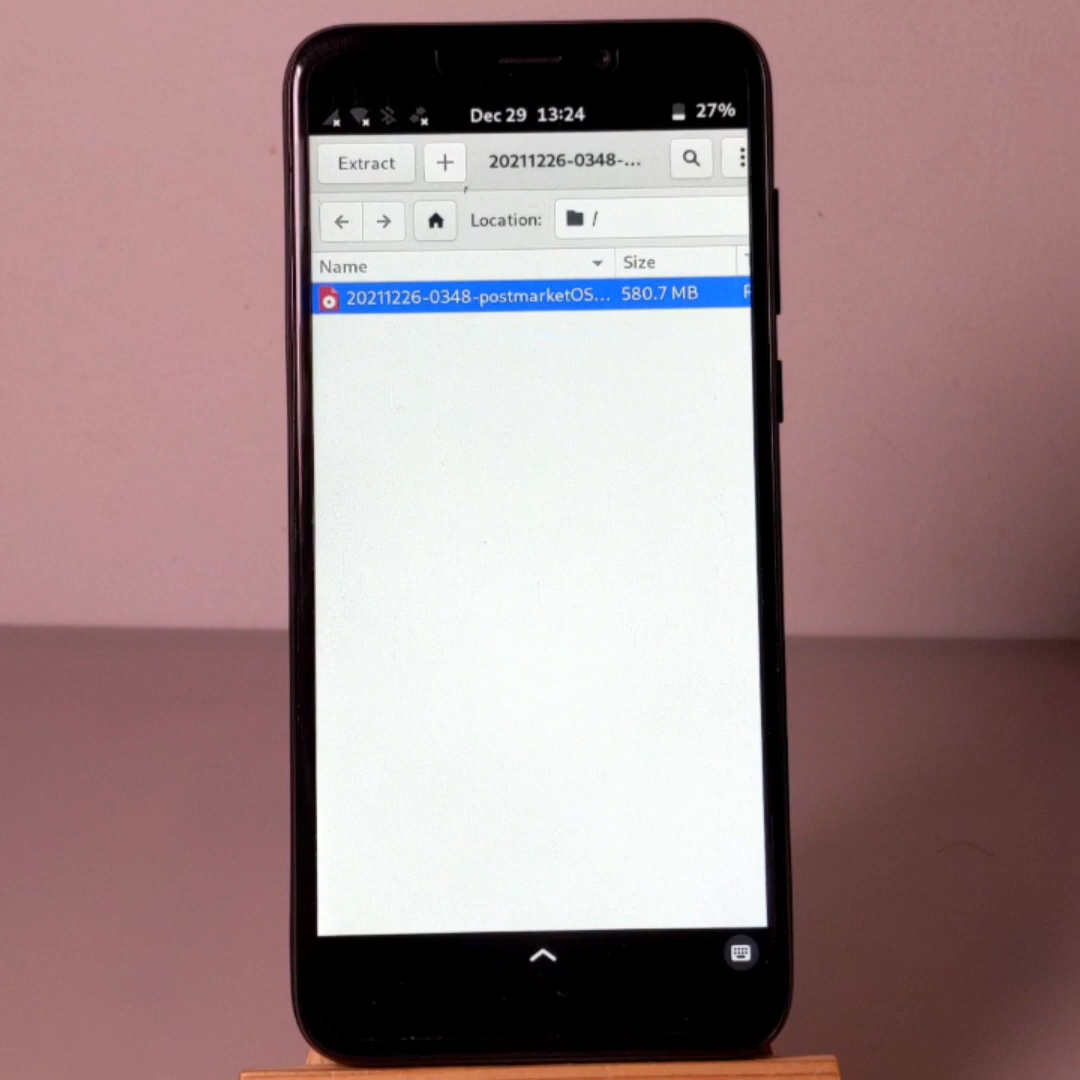 Dec 29 13:24 27%
Extract 20211226-0348-...
Location: /
Name Size
20211226-0348-postmarketOS... 580.7 MB